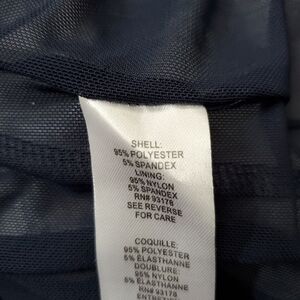 SHELL:
95% POLYESTER
5% SPANDEX
LINING:
95% NYLON
5% SPANDEX
RN# 93178
SEE REVERSE
FOR CARE
COQUILLE:
95% POLYESTER
5% ÉLASTHANNE
DOUBLURE:
95% NYLON
5% ÉLASTHANNE
RN# 93178
ENTRETIEN